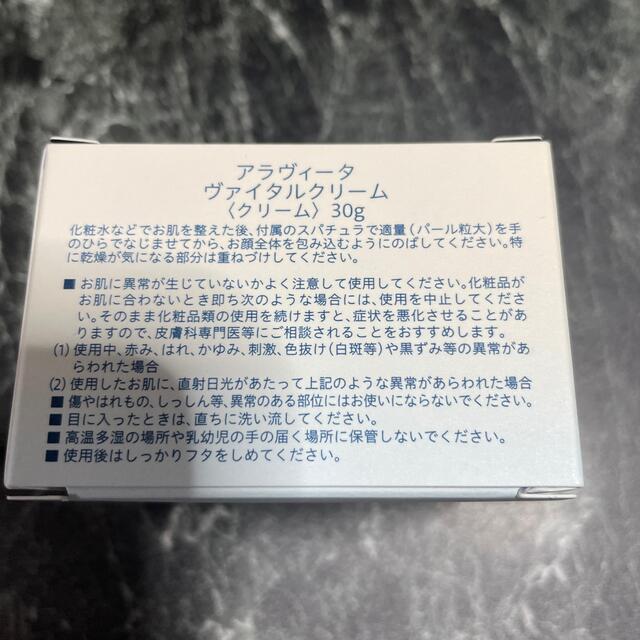 アラヴィータ
ヴァイタルクリーム
〈クリーム〉30g
化粧水などでお肌を整えた後、付属のスパチュラで適量(パール粒大)を手
のひらでなじませてから、お顔全体を包み込むようにのばしてください。特
に乾燥が気になる部分は重ねづけしてください。
■お肌に異常が生じていないかよく注意して使用してください。化粧品が
お肌に合わないとき即ち次のような場合には、使用を中止してくださ
い。そのまま化粧品類の使用を続けますと、症状を悪化させることがあ
りますので、皮膚科専門医等にご相談されることをおすすめします。
(1) 使用中、赤み、はれ、かゆみ、刺激、色抜け(白斑等)や黒ずみ等の異常があ
らわれた場合
(2) 使用したお肌に、直射日光があたって上記のような異常があらわれた場合
■傷やはれもの、しっしん等、異常のある部位にはお使いにならないでください。
■目に入ったときは、直ちに洗い流してください。
■高温多湿の場所や乳幼児の手の届く場所に保管しないでください。
■使用後はしっかりフタをしめてください。